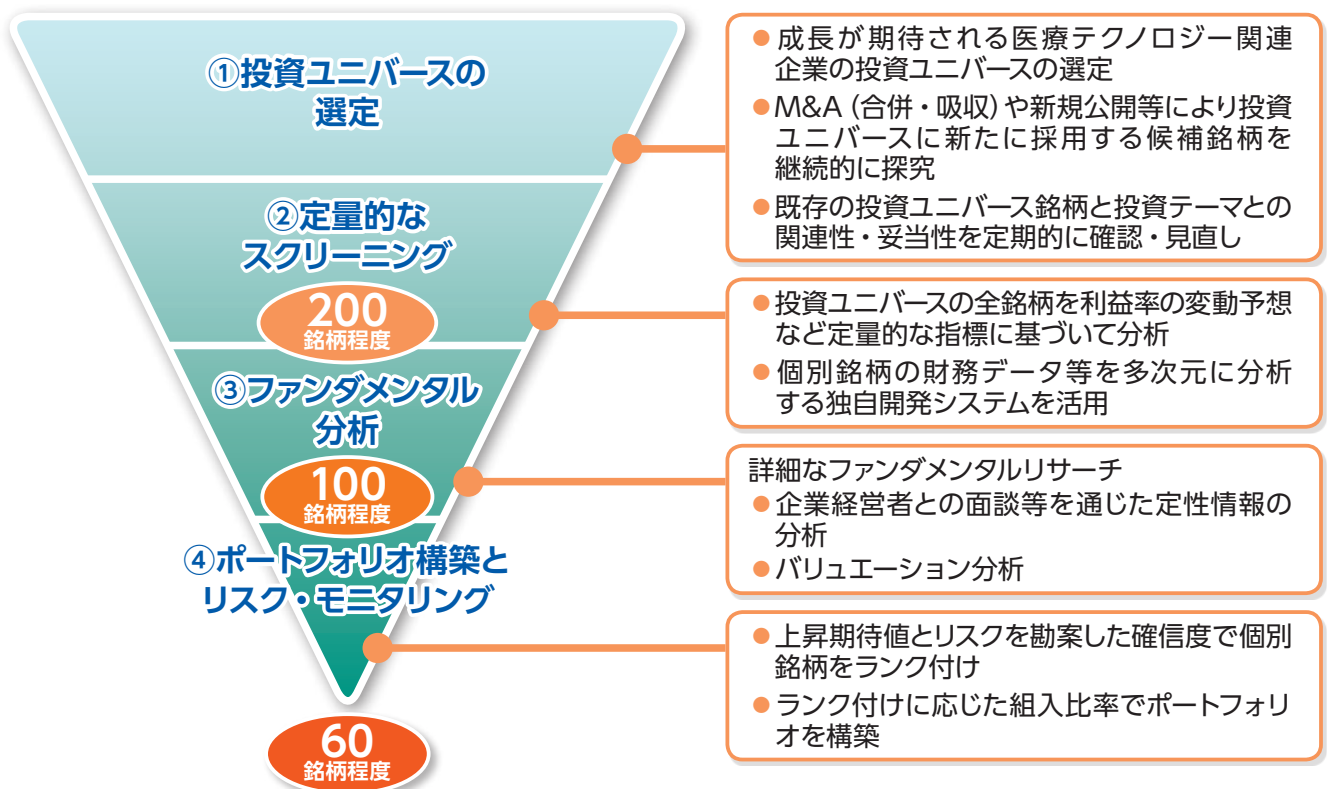 ①投資ユニバースの
選定
②定量的な
スクリーニング
200
銘柄程度
③ファンダメンタル
分析
100
銘柄程度
④ポートフォリオ構築と
リスク・モニタリング
60
銘柄程度
●成長が期待される医療テクノロジー関連
企業の投資ユニバースの選定
●M&A（合併・吸収）や新規公開等により投資
ユニバースに新たに採用する候補銘柄を
継続的に探究
●既存の投資ユニバース銘柄と投資テーマとの
関連性・妥当性を定期的に確認・見直し
●投資ユニバースの全銘柄を利益率の変動予想
など定量的な指標に基づいて分析
●個別銘柄の財務データ等を多次元に分析
する独自開発システムを活用
詳細なファンダメンタルリサーチ
●企業経営者との面談等を通じた定性情報の
分析
●バリュエーション分析
●上昇期待値とリスクを勘案した確信度で個別
銘柄をランク付け
●ランク付けに応じた組入比率でポートフォリ
オを構築